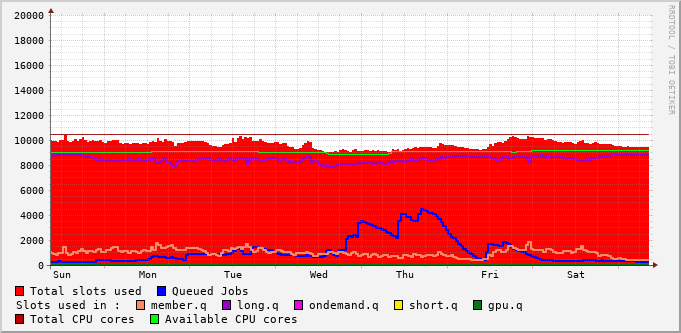 RRDTOOL / TOBI OETIKER
20000
18000
16000
14000
12000
10000
8000
6000
4000
2000
0
Sun Mon Tue Wed Thu Fri Sat
Total slots used Queued Jobs
Slots used in : member.q long.q ondemand.q short.q gpu.q
Total CPU cores Available CPU cores